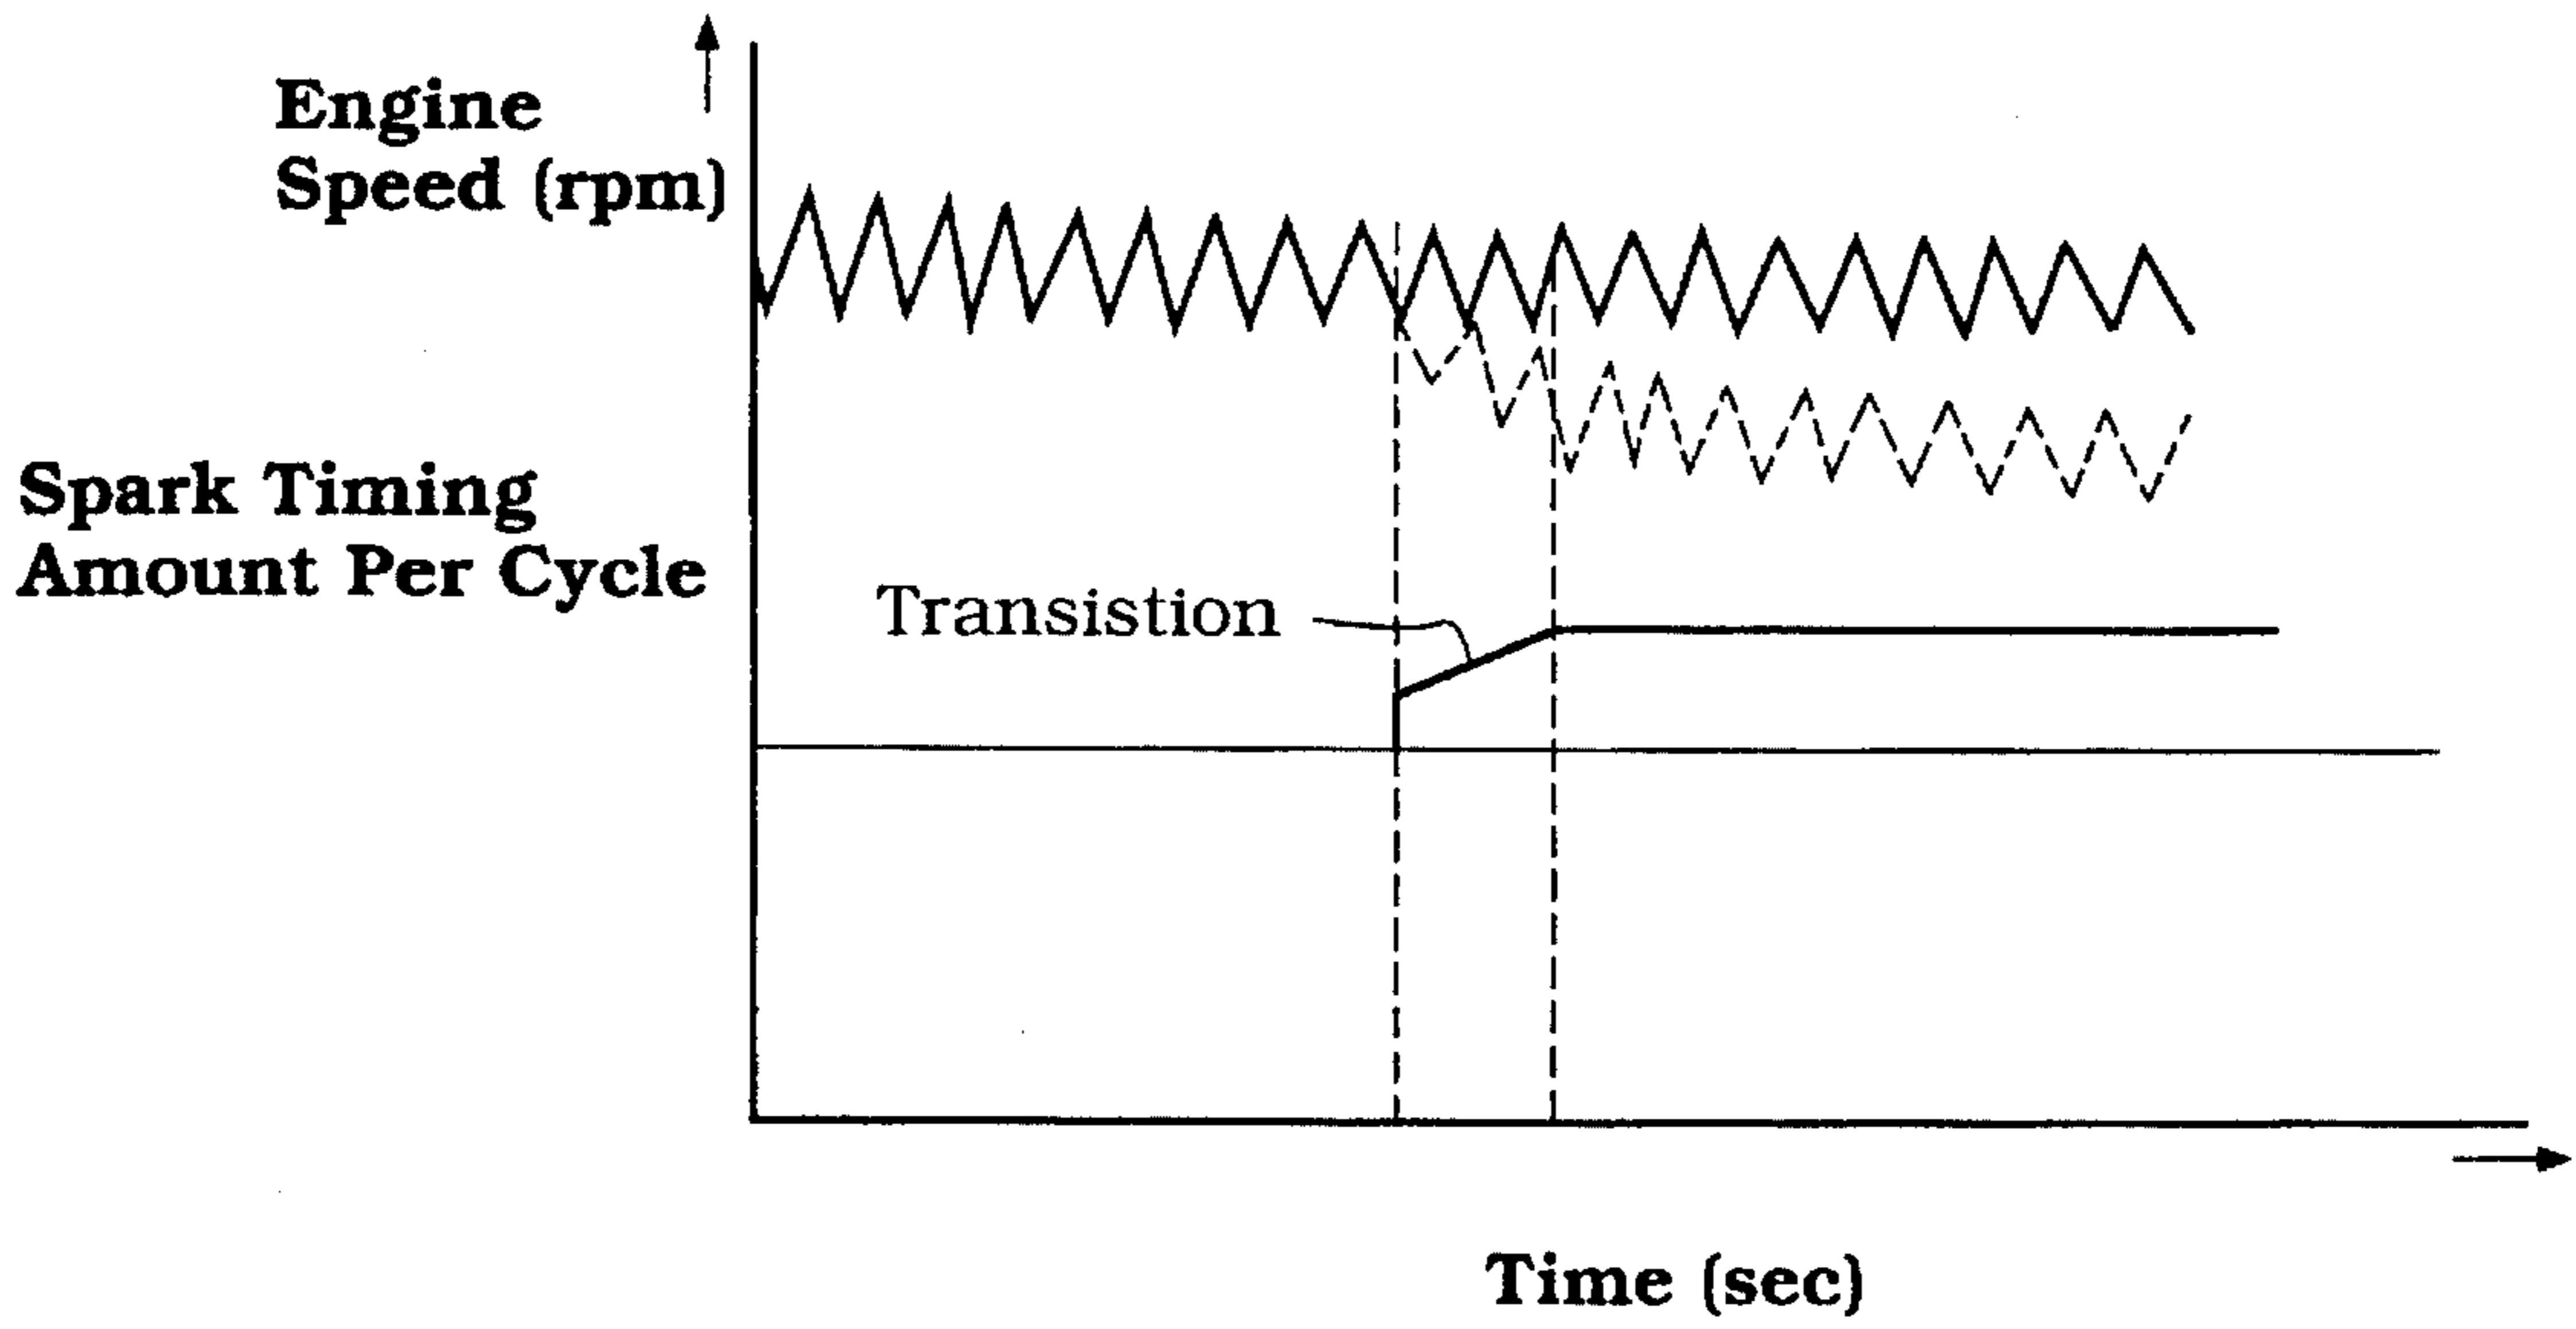 Engine
Speed (rpm)
Spark Timing
Amount Per Cycle
Transistion
Time (sec)